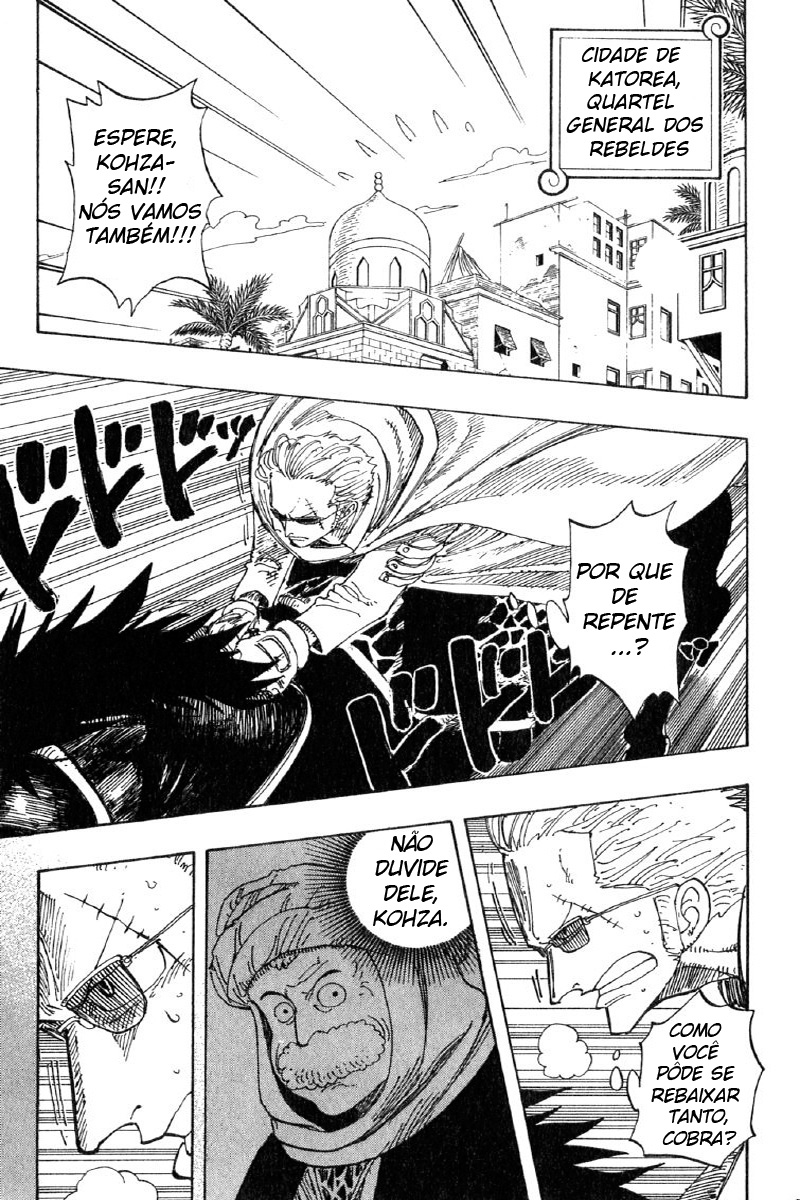 CIDADE DE
KATOREA,
QUARTEL
GENERAL DOS
REBELDES
ESPERE,
KOHZA-
SAN!!
NÓS VAMOS
TAMBÉM!!!
ドドドドッ
POR QUE
DE
REPENTE
...?
ドドド
COMO
VOCÊ
PÔDE SE
REBAIXAR
TANTO,
COBRA?
NÃO
DUVIDE
DELE,
KOHZA.